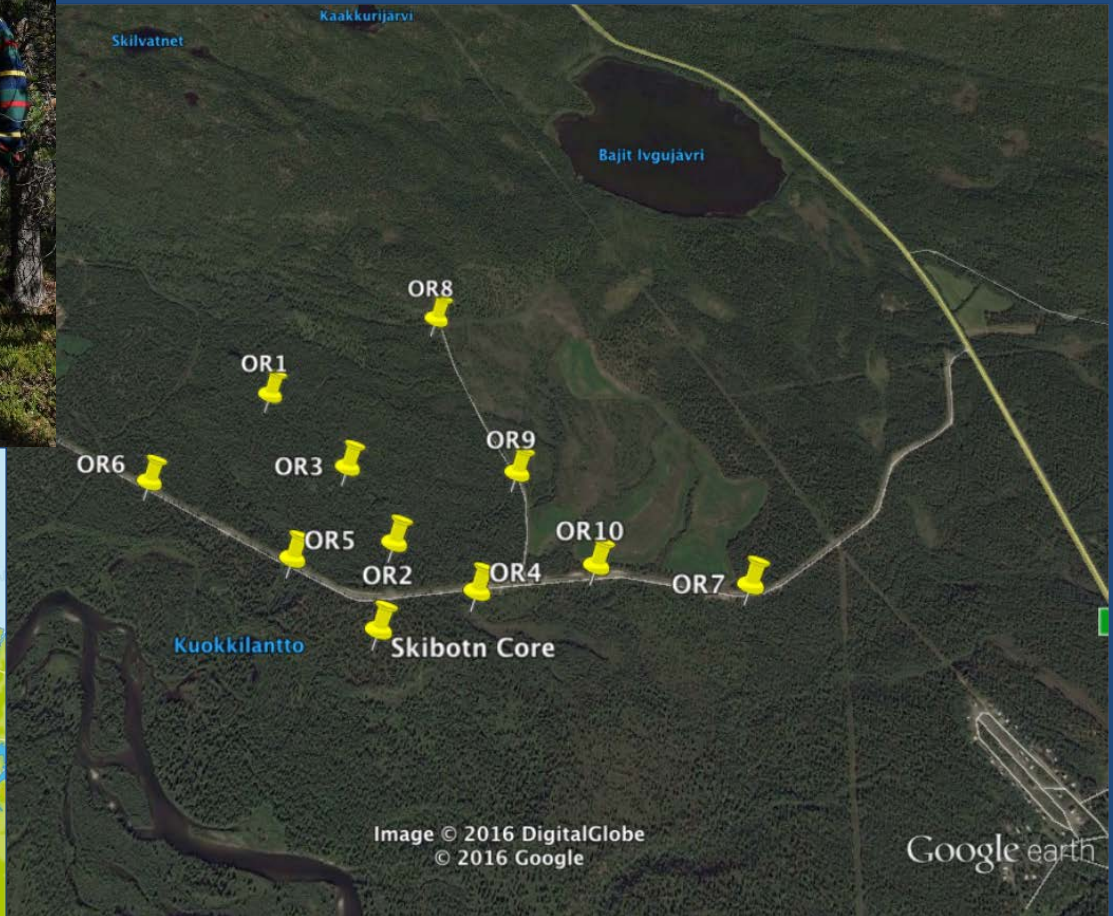 Kaakkurijärvi
Skilvatnet
Bajit Ivgujávri
OR8
OR1
OR9
OR6
OR3
OR10
OR5
OR2
OR4
OR7
Kuokkilantto
Skibotn Core
Image © 2016 DigitalGlobe
© 2016 Google
Google earth